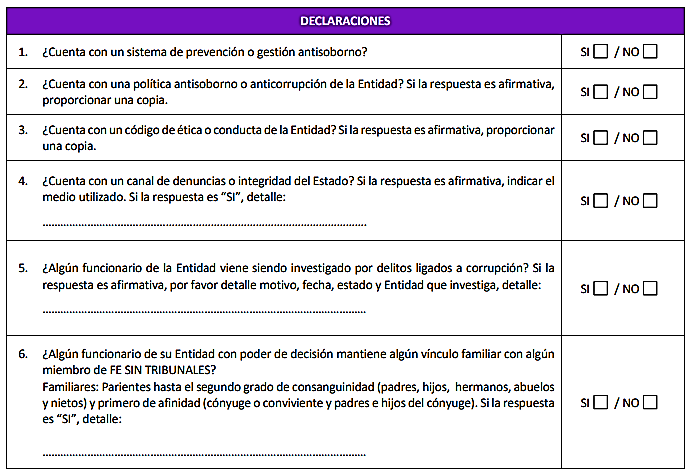 DECLARACIONES
1. ¿Cuenta con un sistema de prevención o gestión antisoborno?
SI / NO
2. ¿Cuenta con una política antisoborno o anticorrupción de la Entidad? Si la respuesta es afirmativa,
proporcionar una copia.
SI / NO
3. ¿Cuenta con un código de ética o conducta de la Entidad? Si la respuesta es afirmativa, proporcionar
una copia.
SI / NO
4. ¿Cuenta con un canal de denuncias o integridad del Estado? Si la respuesta es afirmativa, indicar el
medio utilizado. Si la respuesta es “SI”, detalle:
............................................................................................................
SI / NO
5. ¿Algún funcionario de la Entidad viene siendo investigado por delitos ligados a corrupción? Si la
respuesta es afirmativa, por favor detalle motivo, fecha, estado y Entidad que investiga, detalle:
............................................................................................................
SI / NO
6. ¿Algún funcionario de su Entidad con poder de decisión mantiene algún vínculo familiar con algún
miembro de FE SIN TRIBUNALES?
Familiares: Parientes hasta el segundo grado de consanguinidad (padres, hijos, hermanos, abuelos
y nietos) y primero de afinidad (cónyuge o conviviente y padres e hijos del cónyuge). Si la respuesta
es “SI”, detalle:
............................................................................................................
SI / NO